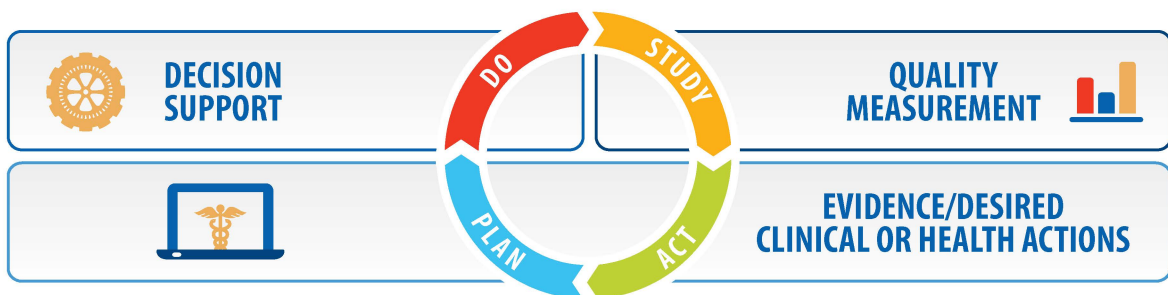 DECISION
SUPPORT
DO
STUDY
QUALITY
MEASUREMENT
PLAN
ACT
EVIDENCE/DESIRED
CLINICAL OR HEALTH ACTIONS